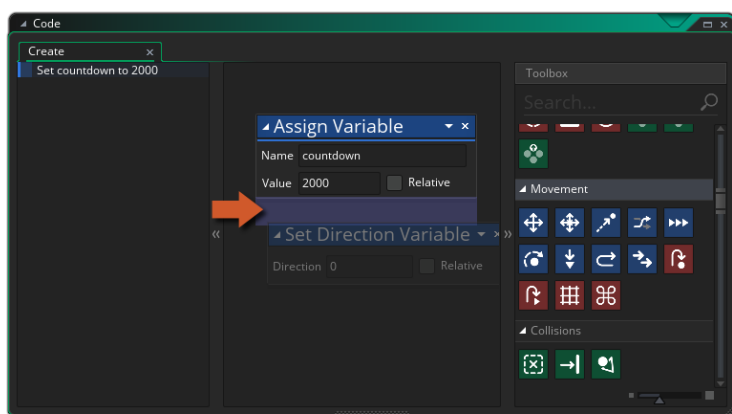 Code
Create
Set countdown to 2000
Toolbox
Search...
Assign Variable
Name countdown
Value 2000 Relative
Movement
Set Direction Variable
Direction 0 Relative
Collisions